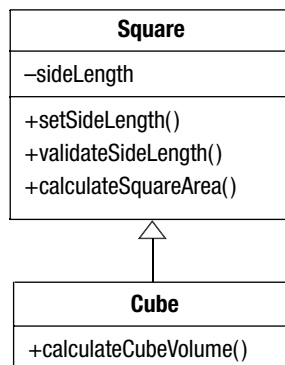 Square
–sideLength
+setSideLength()
+validateSideLength()
+calculateSquareArea()
Cube
+calculateCubeVolume()